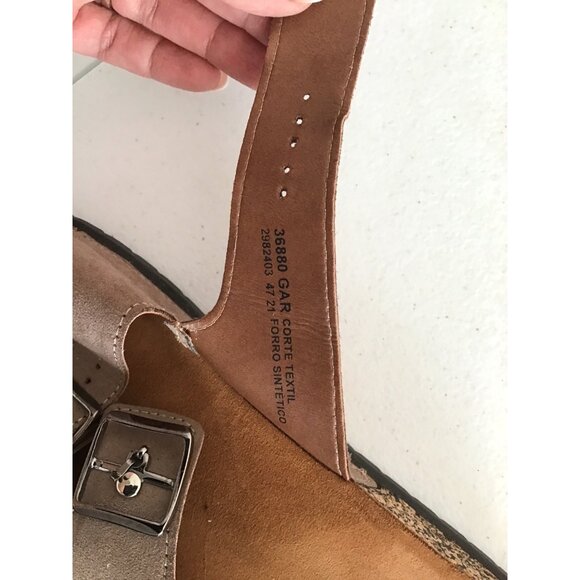 36880 GAR CORTE TEXTIL
2982403 47 21 FORRO SINTETICO